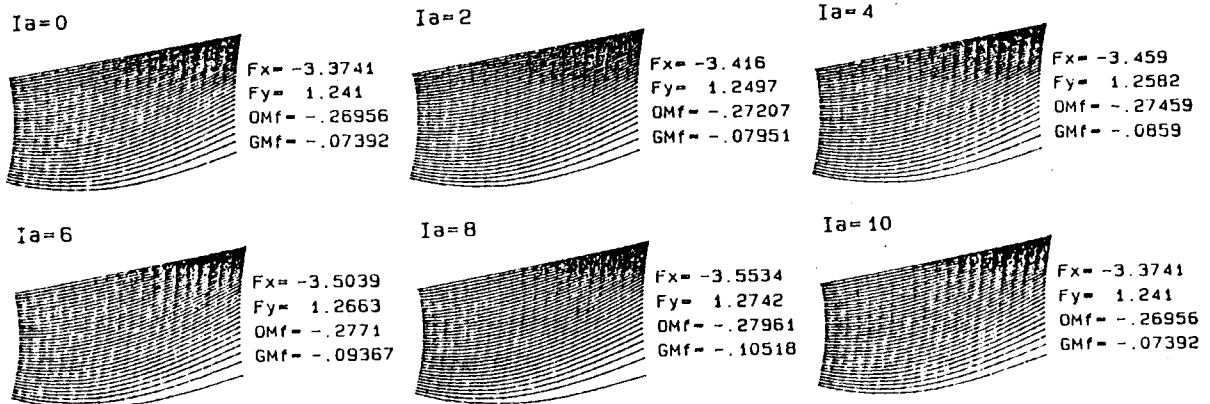 Ia=0
Fx= -3.3741
Fy= 1.241
OMf= -.26956
GMf= -.07392
Ia=2
Fx= -3.416
Fy= 1.2497
OMf= -.27207
GMf= -.07951
Ia=4
Fx= -3.459
Fy= 1.2582
OMf= -.27459
GMf= -.0859
Ia=6
Fx= -3.5039
Fy= 1.2663
OMf= -.2771
GMf= -.09367
Ia=8
Fx= -3.5534
Fy= 1.2742
OMf= -.27961
GMf= -.10518
Ia=10
Fx= -3.3741
Fy= 1.241
OMf= -.26956
GMf= -.07392